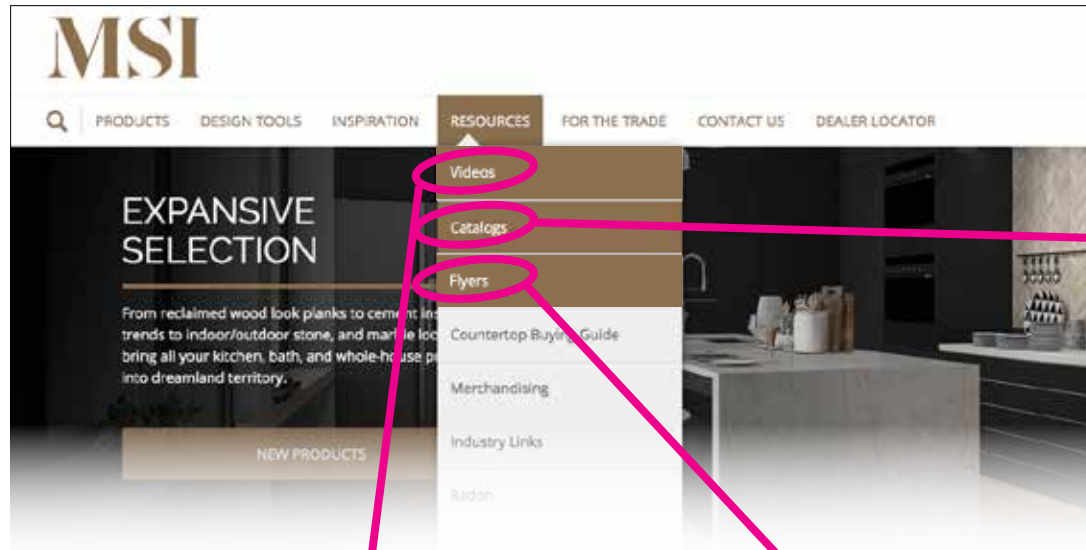 MSI
PRODUCTS DESIGN TOOLS INSPIRATION RESOURCES FOR THE TRADE CONTACT US DEALER LOCATOR
EXPANSIVE
SELECTION
From reclaimed wood look planks to cement ins
trends to indoor/outdoor stone, and marble loo
bring all your kitchen, bath, and whole-house p
into dreamland territory.
NEW PRODUCTS
Videos
Catalogs
Flyers
Countertop Buying Guide
Merchandising
Industry Links
Radon